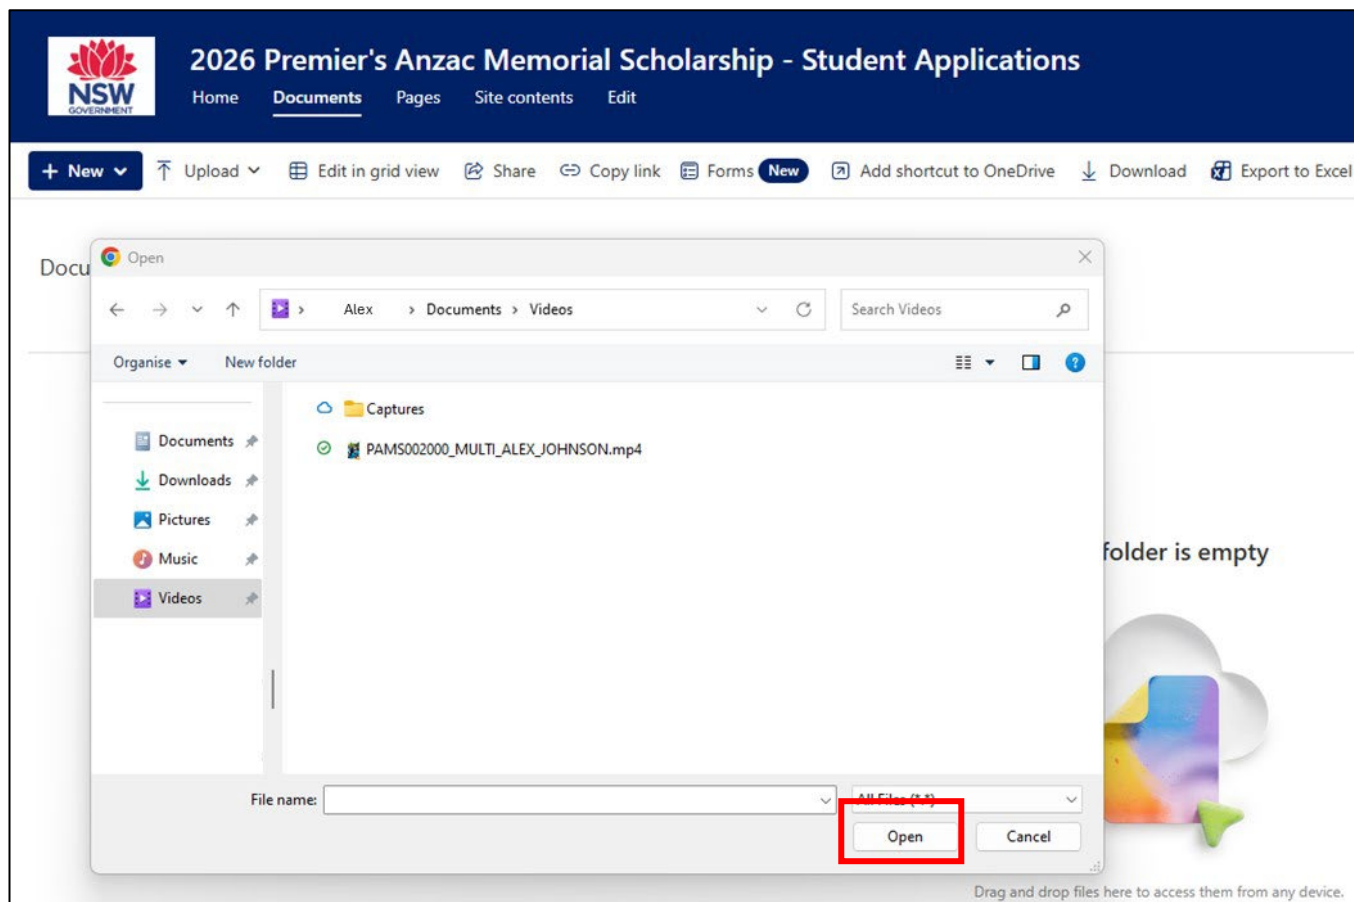 2026 Premier's Anzac Memorial Scholarship - Student Applications
NSW
GOVERNMENT
Home Documents Pages Site contents Edit
+ New Upload Edit in grid view Share Copy link Forms New Add shortcut to OneDrive Download Export to Excel
Docu
Open
Alex > Documents > Videos Search Videos
Organise New folder
Captures
Documents PAMS002000_MULTI_ALEX_JOHNSON.mp4
Downloads
Pictures
Music
Videos
folder is empty
File name: All Files (*.*)
Open Cancel
Drag and drop files here to access them from any device.